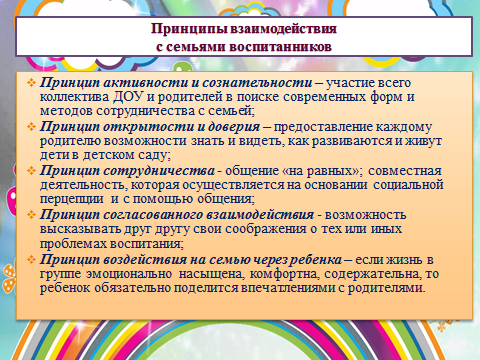 Принципы взаимодействия
с семьями воспитанников
❖ Принцип активности и сознательности – участие всего
коллектива ДОУ и родителей в поиске современных форм и
методов сотрудничества с семьей;
❖ Принцип открытости и доверия – предоставление каждому
родителю возможности знать и видеть, как развиваются и живут
дети в детском саду;
❖ Принцип сотрудничества - общение «на равных»; совместная
деятельность, которая осуществляется на основании социальной
перцепции и с помощью общения;
❖ Принцип согласованного взаимодействия - возможность
высказывать друг другу свои соображения о тех или иных
проблемах воспитания;
❖ Принцип воздействия на семью через ребенка – если жизнь в
группе эмоционально насыщена, комфортна, содержательна, то
ребенок обязательно поделится впечатлениями с родителями.